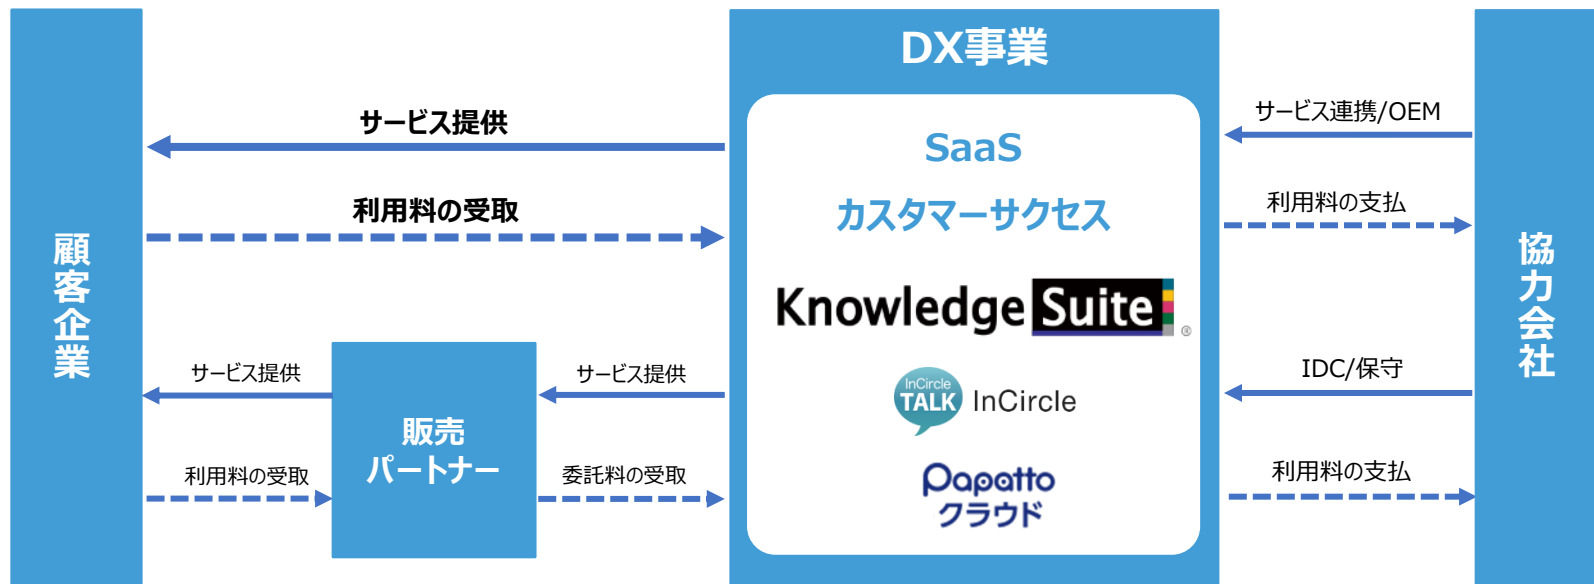 DX事業
サービス提供
利用料の受取
顧客企業
サービス提供
利用料の受取
販売
パートナー
サービス提供
委託料の受取
SaaS
カスタマーサクセス
Knowledge Suite ®
InCircle
TALK
InCircle
Papatto
クラウド
サービス連携/OEM
利用料の支払
IDC/保守
利用料の支払
協力会社